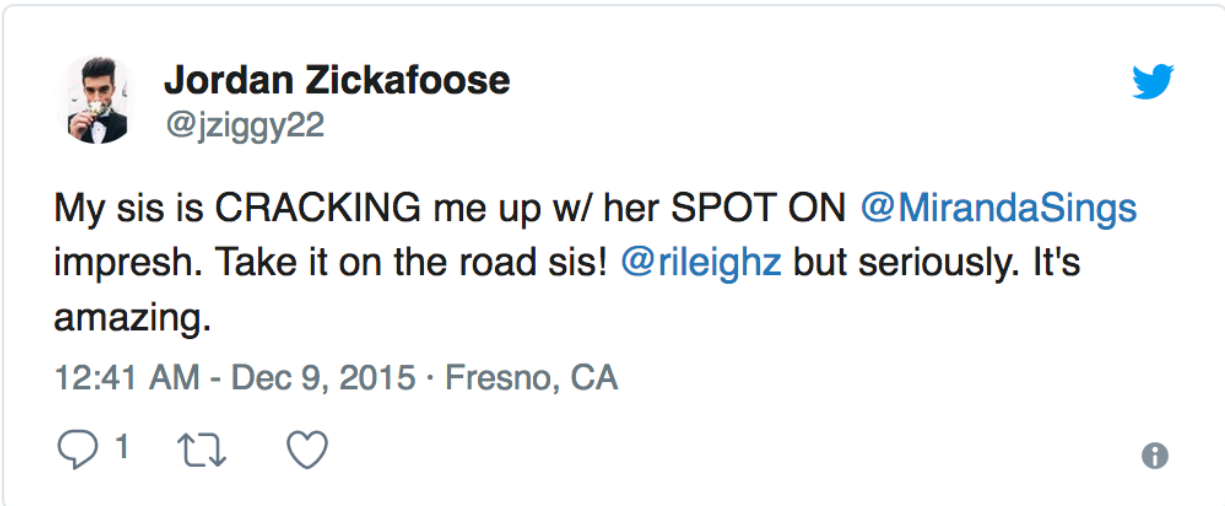 Jordan Zickafoose
@jziggy22
My sis is CRACKING me up w/ her SPOT ON @MirandaSings
impresh. Take it on the road sis! @rileighz but seriously. It's
amazing.
12:41 AM - Dec 9, 2015 · Fresno, CA
1